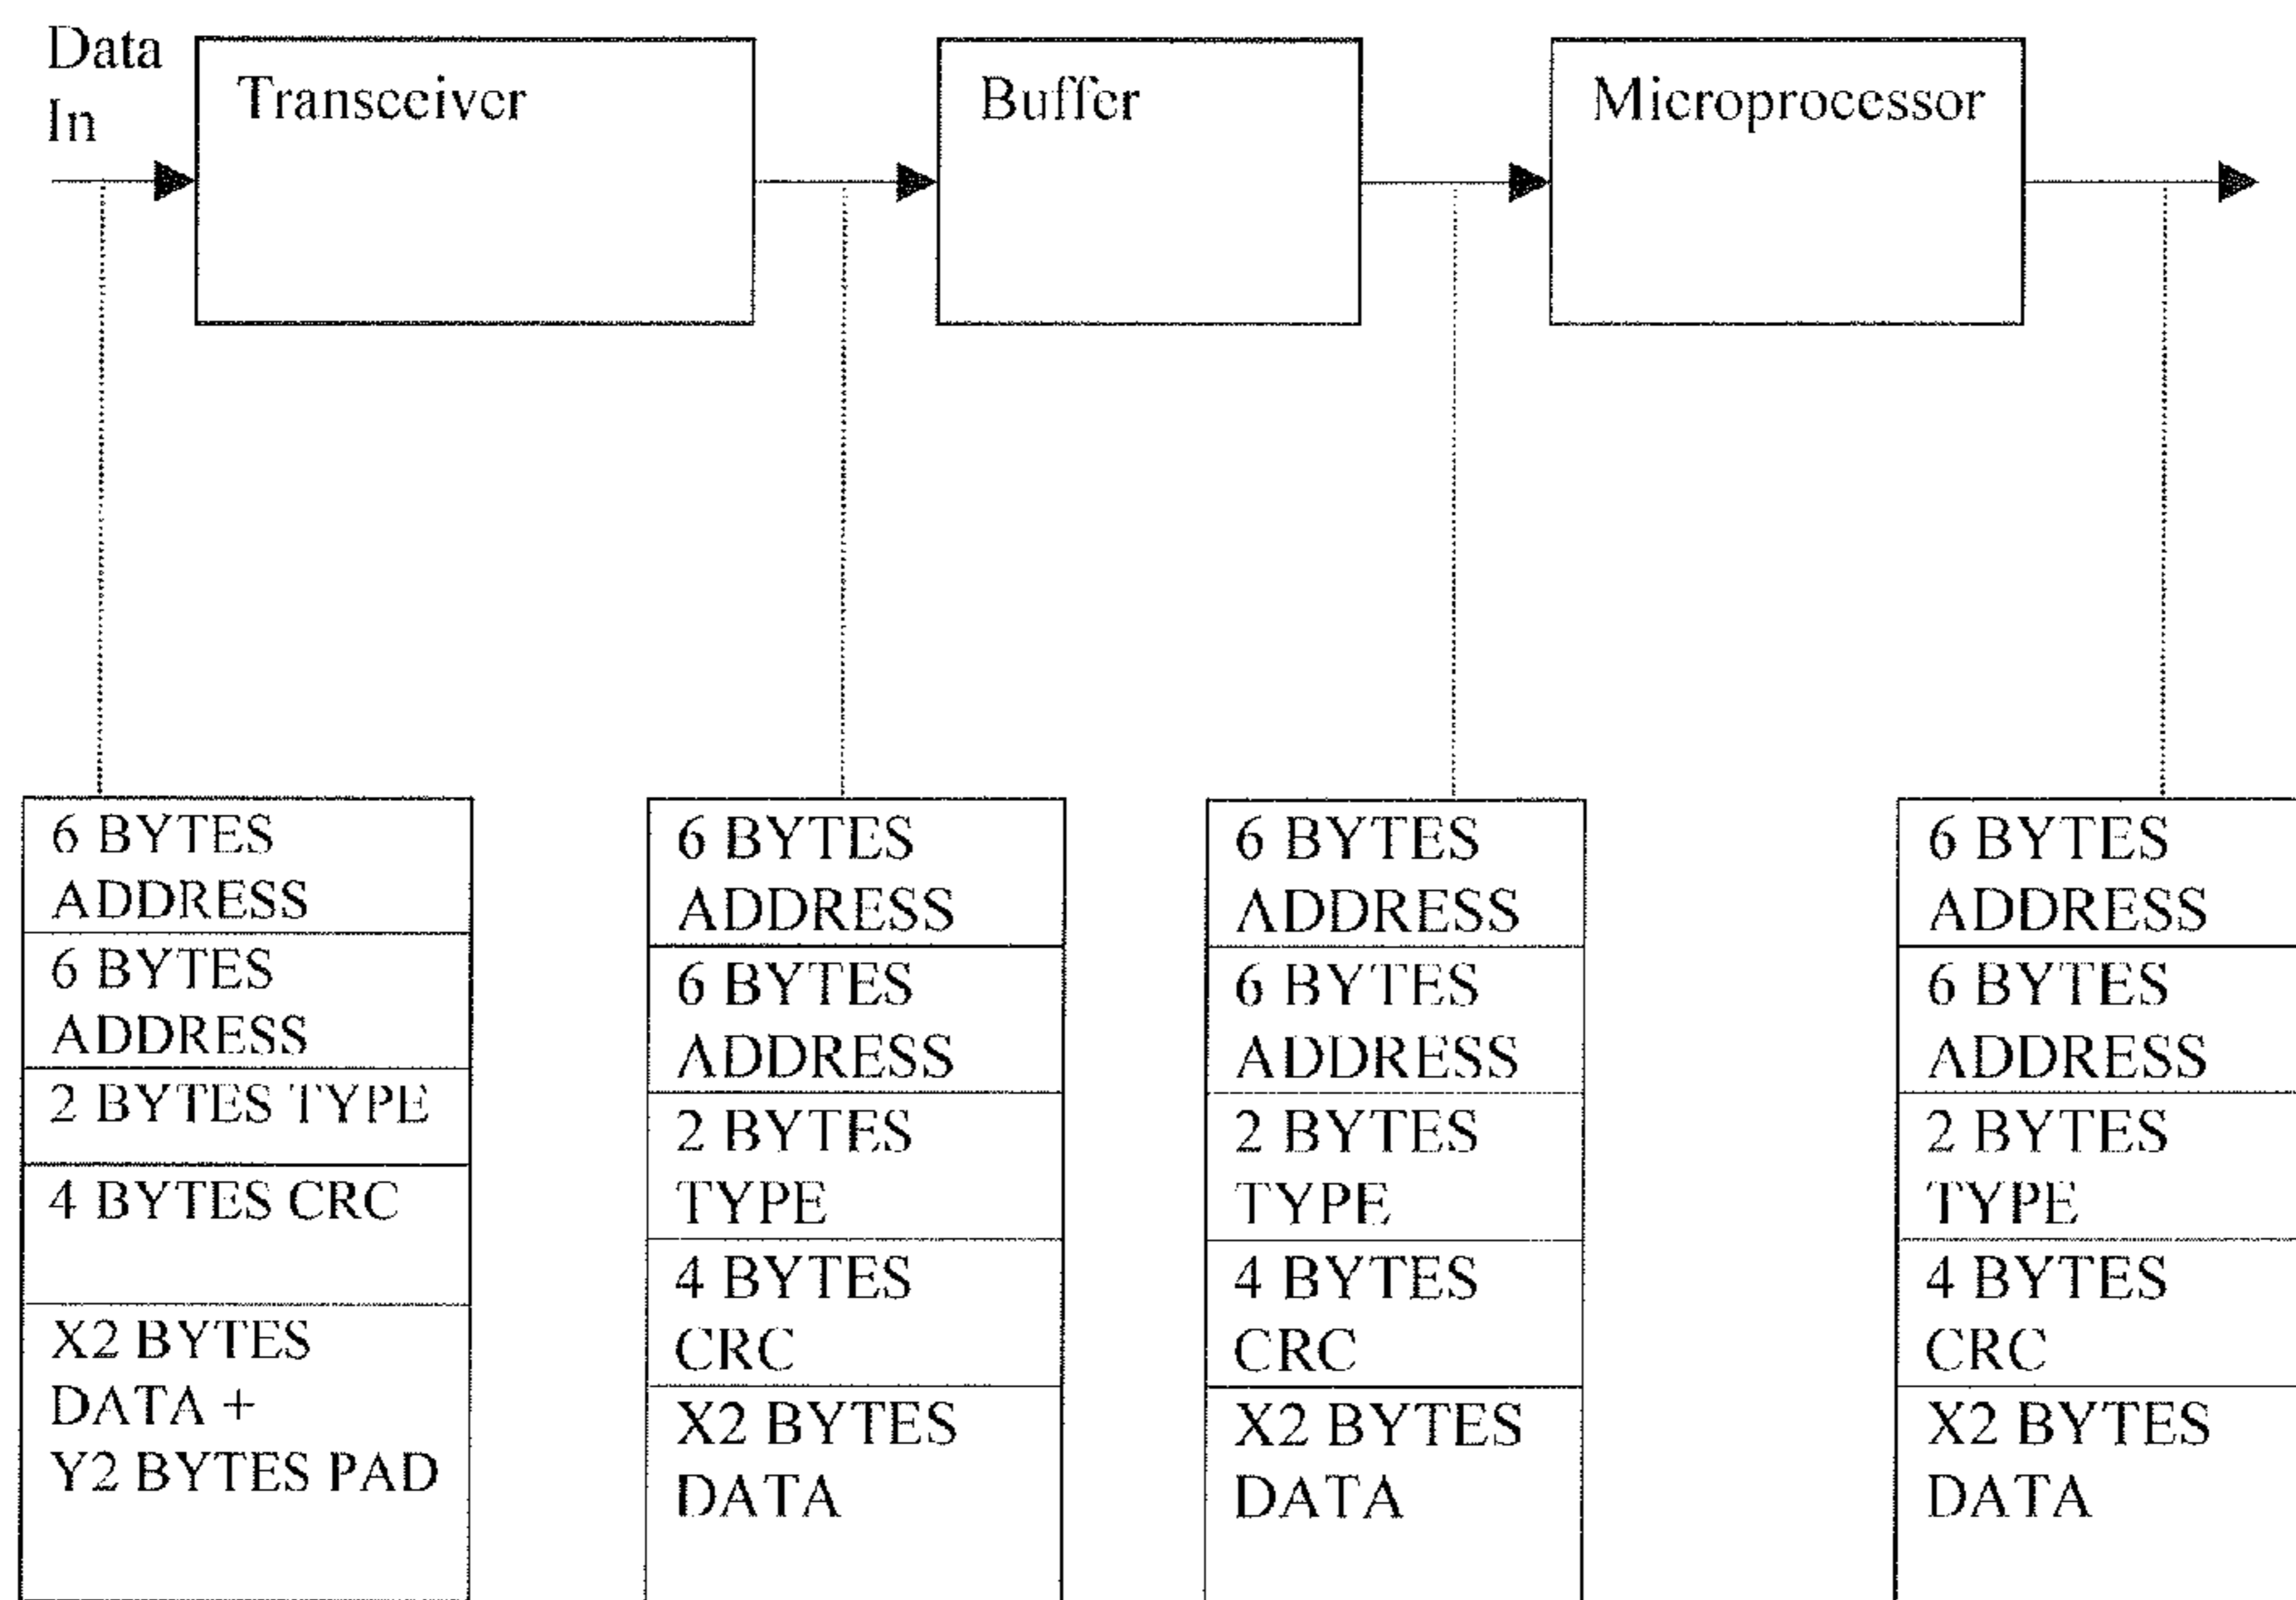 Data
In
Transceiver
Buffer
Microprocessor
6 BYTES
ADDRESS
6 BYTES
ADDRESS
2 BYTES TYPE
4 BYTES CRC
X2 BYTES
DATA +
Y2 BYTES PAD
6 BYTES
ADDRESS
6 BYTES
ADDRESS
2 BYTES
TYPE
4 BYTES
CRC
X2 BYTES
DATA
6 BYTES
ADDRESS
6 BYTES
ADDRESS
2 BYTES
TYPE
4 BYTES
CRC
X2 BYTES
DATA
6 BYTES
ADDRESS
6 BYTES
ADDRESS
2 BYTES
TYPE
4 BYTES
CRC
X2 BYTES
DATA